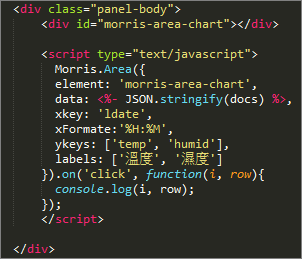 <div class="panel-body">
<div id="morris-area-chart"></div>
<script type="text/javascript">
Morris.Area({
element: 'morris-area-chart',
data: <%- JSON.stringify(docs) %>,
xkey: 'ldate',
xFormate:'%H:%M',
ykeys: ['temp', 'humid'],
labels: ['溫度', '濕度']
}).on('click', function(i, row){
console.log(i, row);
});
</script>
</div>